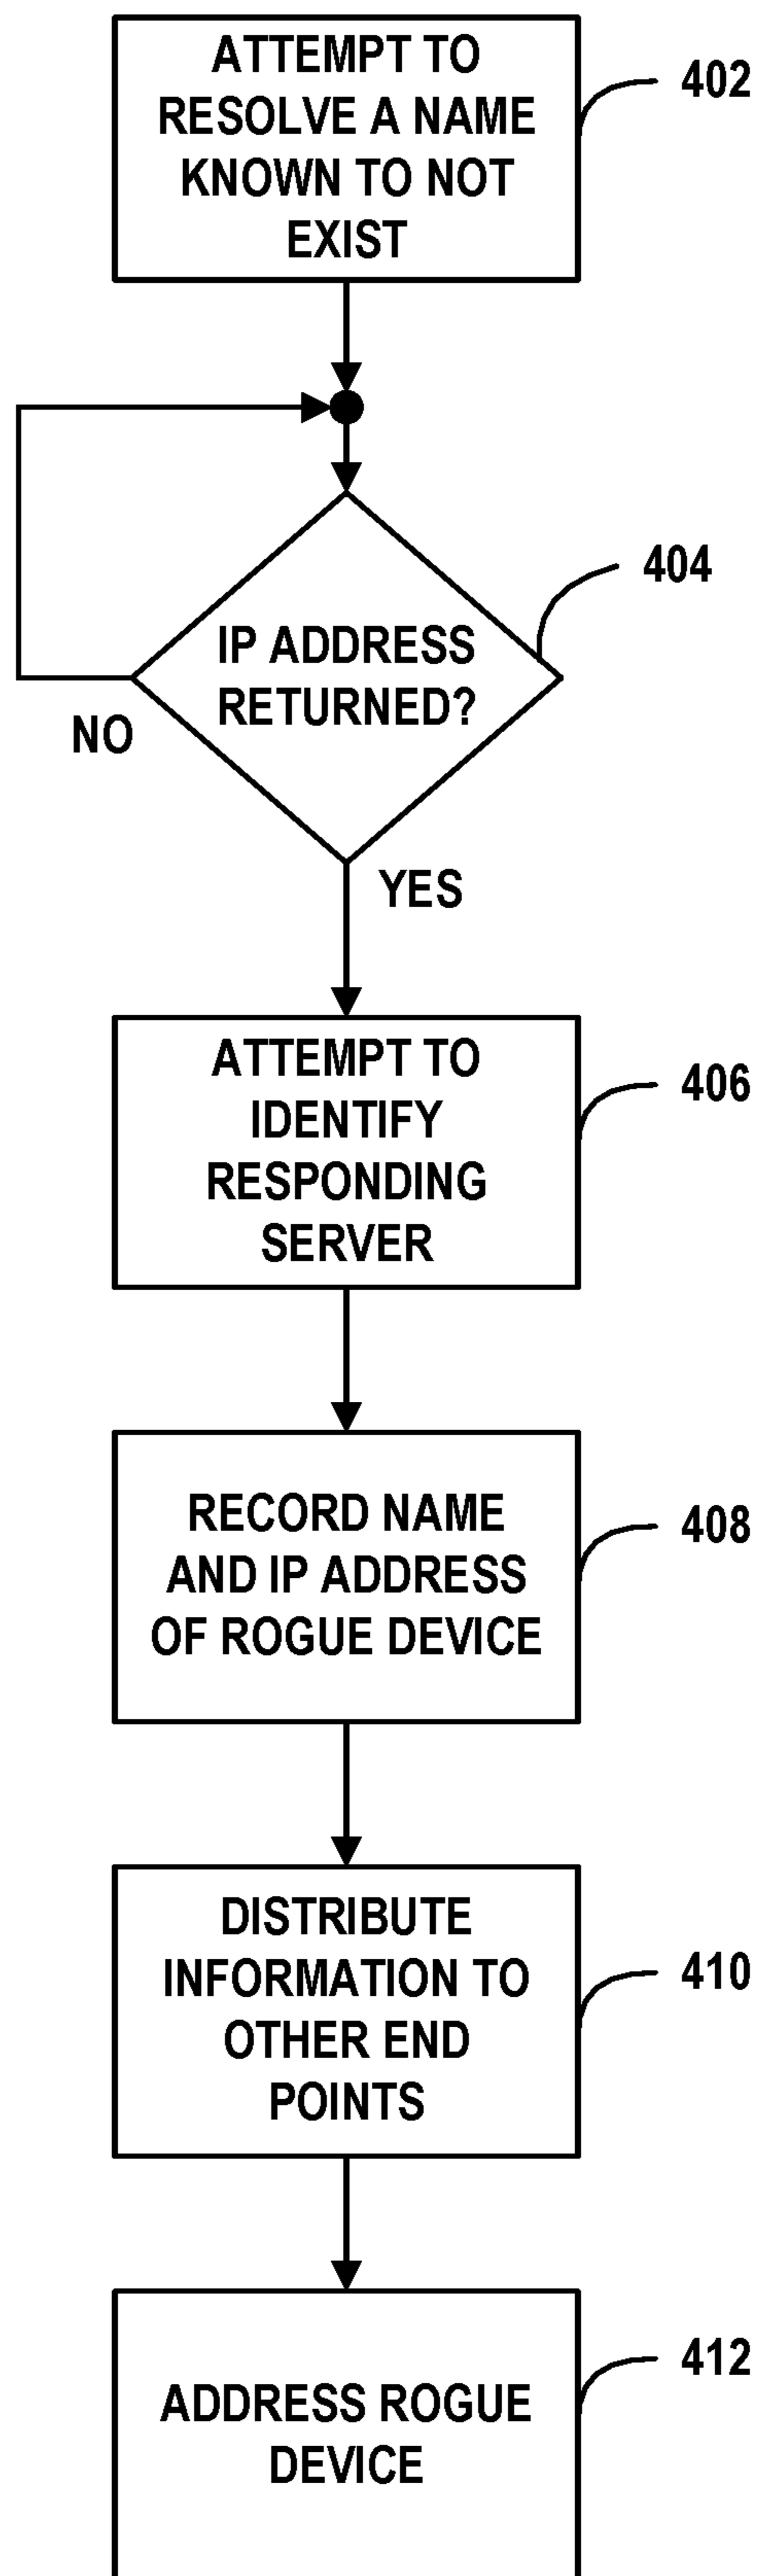 ATTEMPT TO
RESOLVE A NAME
KNOWN TO NOT
EXIST
402
IP ADDRESS
RETURNED?
404
NO
YES
ATTEMPT TO
IDENTIFY
RESPONDING
SERVER
406
RECORD NAME
AND IP ADDRESS
OF ROGUE DEVICE
408
DISTRIBUTE
INFORMATION TO
OTHER END
POINTS
410
ADDRESS ROGUE
DEVICE
412